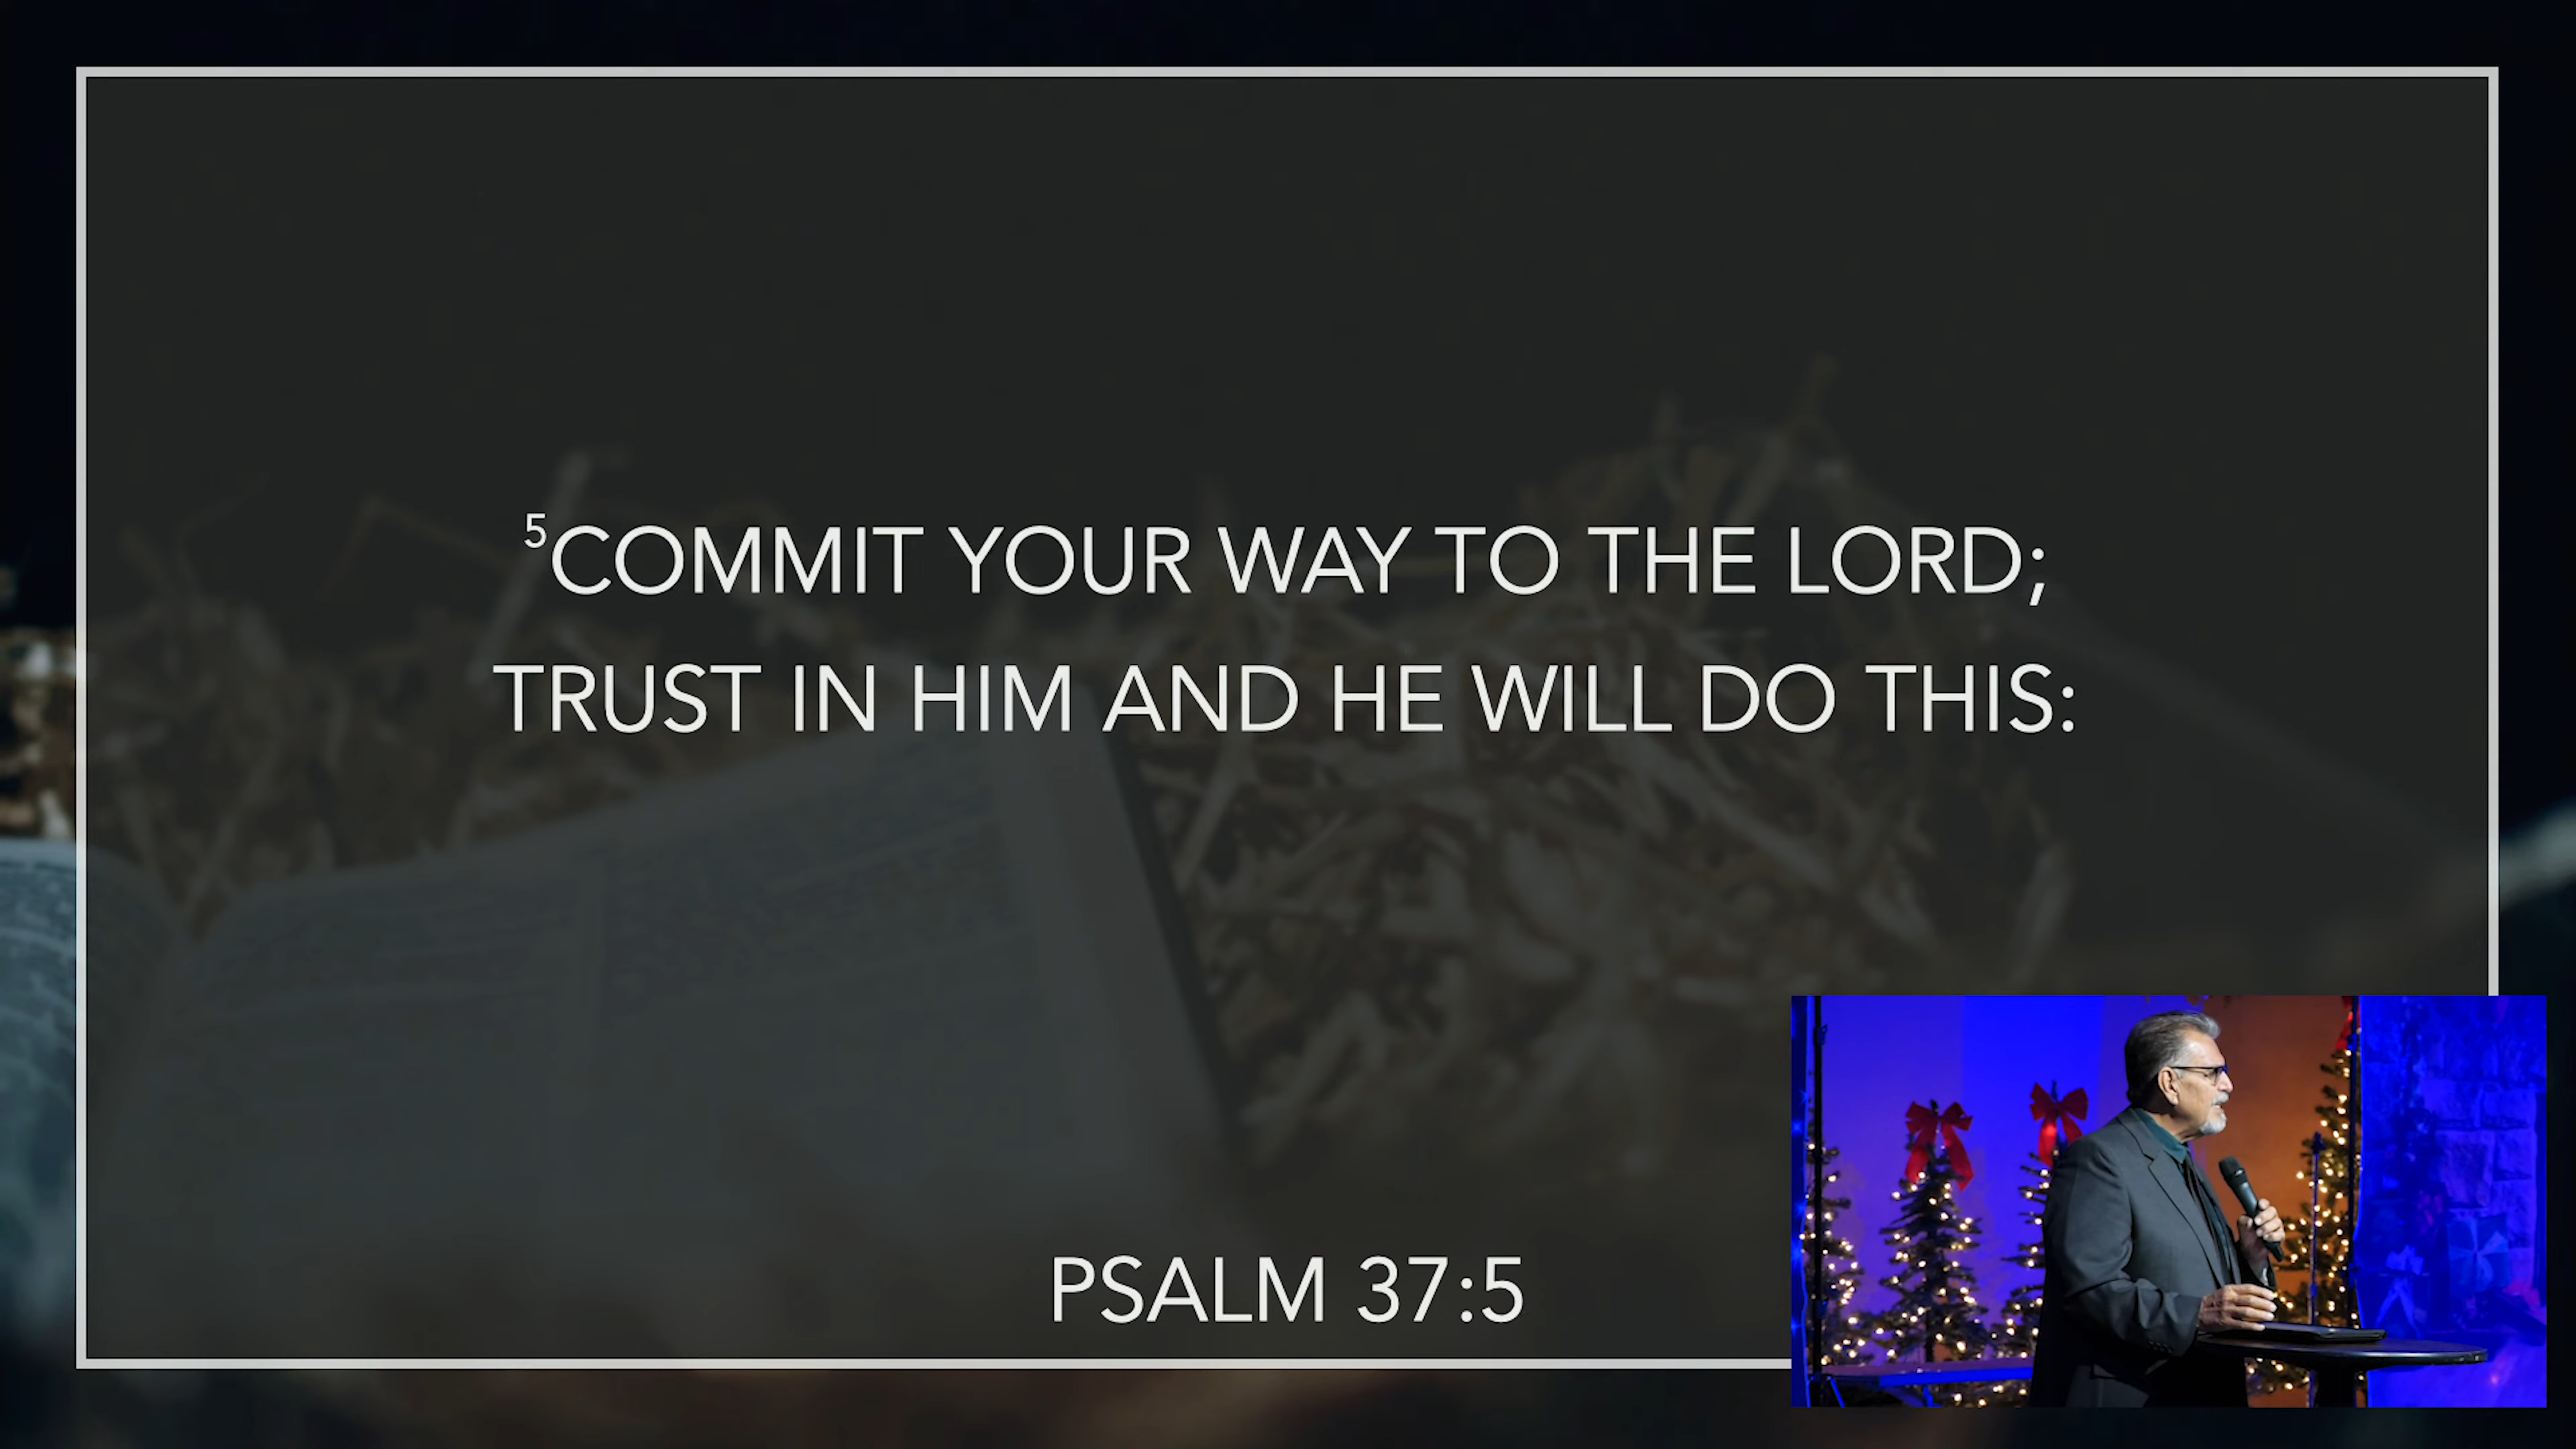 5COMMIT YOUR WAY TO THE LORD;
TRUST IN HIM AND HE WILL DO THIS:
PSALM 37:5